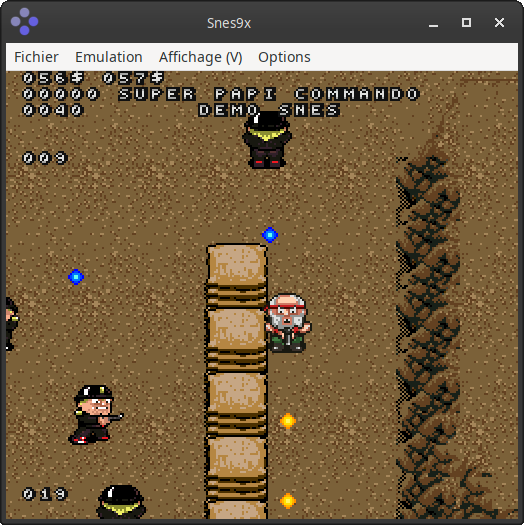 Snes9x
Fichier Emulation Affichage (V) Options
056$ 057$
00000 SUPER PAPI COMMANDO
0040 DEMO SNES
009
019